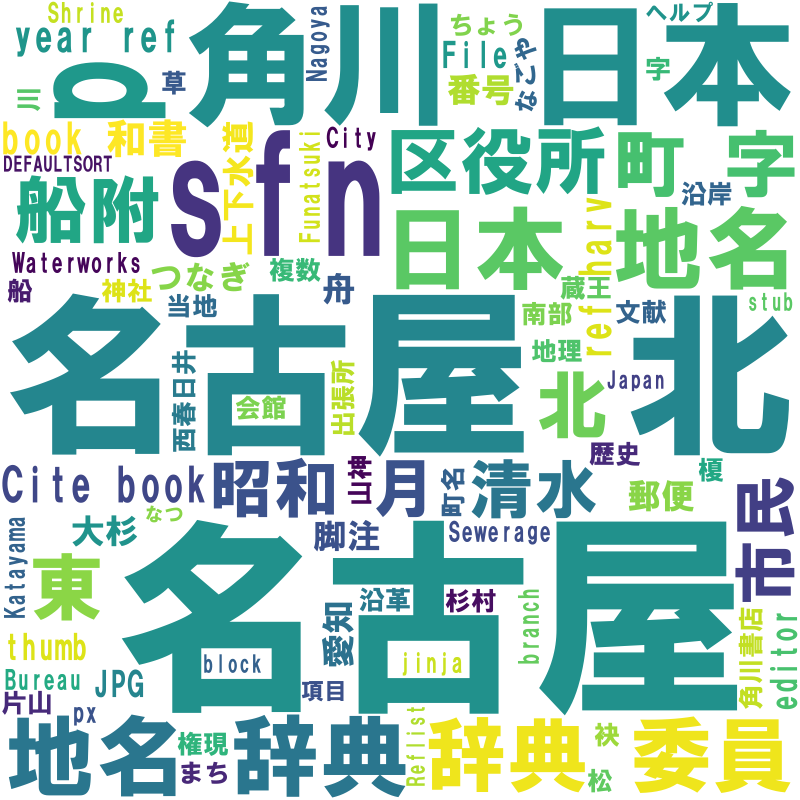 Shrine
year ref
川
p
草
角川
Nagoya
日本
ちょう
File
番号
なごや
ヘルプ
字
book 和書
DEFAULTSORT
船附
sfn
上下水道
Funatsuki
City
区役所
町
字
沿岸
日本
地名
ref harv
Waterworks
船
神社
つなぎ
当地
複数
舟
蔵王
南部
文献
stub
名古屋
北
西春日井
会館
出張所
地理
北
Japan
歴史
榎
Cite book
昭和
山神
月
町名
清水
郵便
市民
なつ
大杉
脚注
Sewerage
Katayama
東
名古屋
愛知
沿革
杉村
branch
角川書店
editor
thumb
block
jinja
Bureau
JPG
片山
px
項目
地名
権現
まち
辞典
Reflist
辞典
袂
松
委員